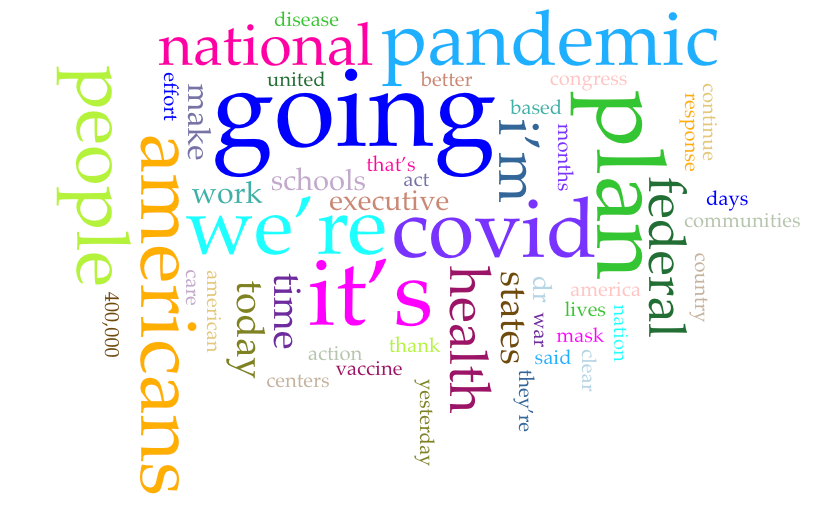 disease
national
pandemic
people
effort
make
united
better
congress
going
based
plan
response
continue
americans
i'm
months
that's
schools
act
work
executive
federal
days
communities
we're
covid
400,000
care
american
today
time
it's
health
states
dr
war
america
country
lives
nation
mask
thank
said
clear
action
vaccine
centers
yesterday
they're